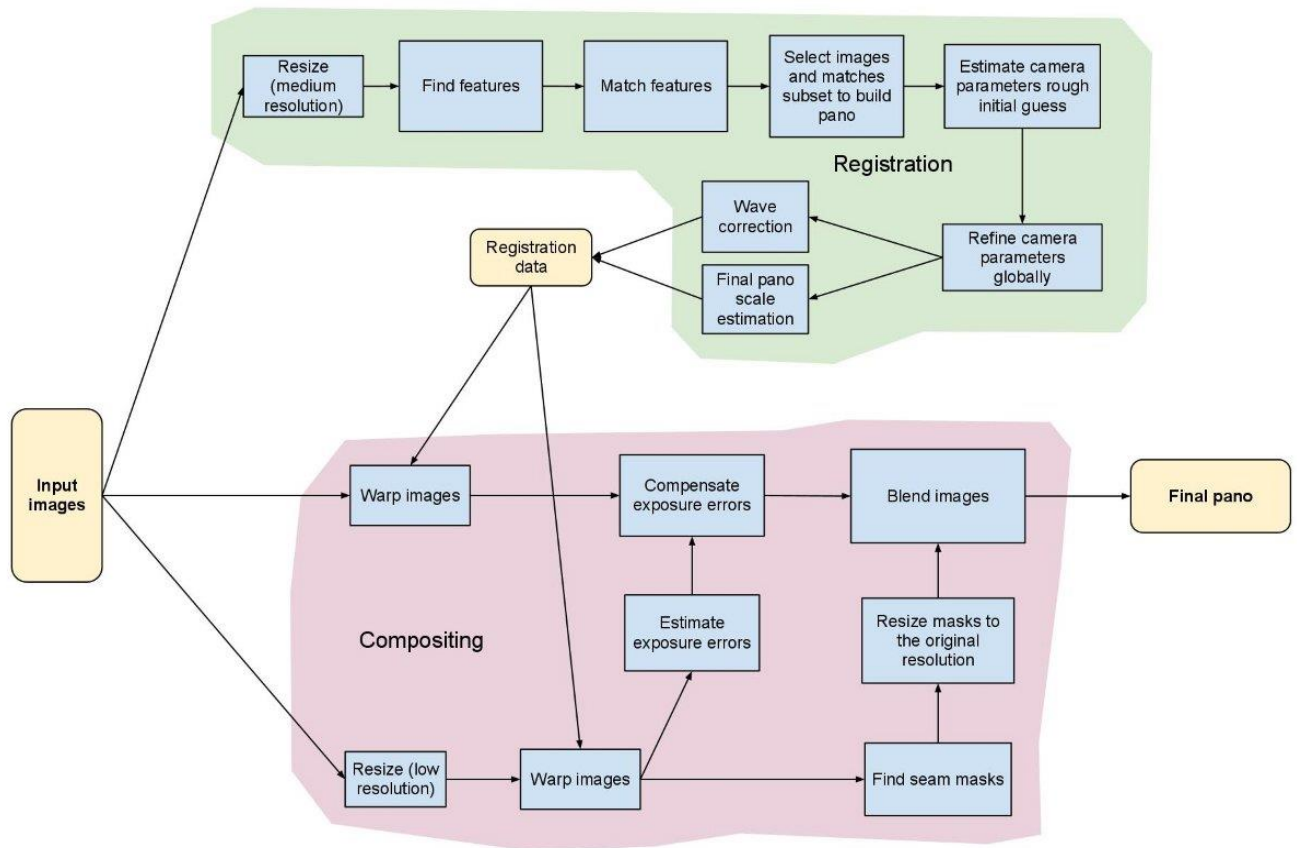 Resize
(medium
resolution)
Find features
Match features
Select images
and matches
subset to build
pano
Estimate camera
parameters rough
initial guess
Registration
Wave
correction
Refine camera
parameters
globally
Registration
data
Final pano
scale
estimation
Input
images
Warp images
Compensate
exposure errors
Blend images
Final pano
Compositing
Estimate
exposure errors
Resize masks to
the original
resolution
Resize (low
resolution)
Warp images
Find seam masks